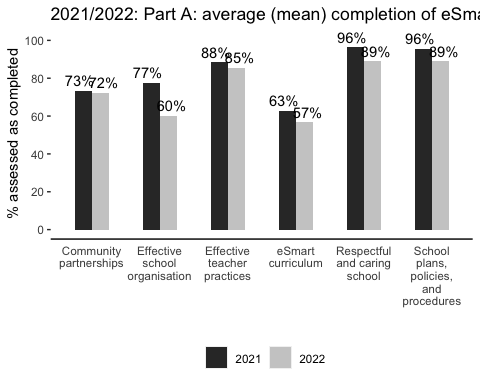 2021/2022: Part A: average (mean) completion of eSma
% assessed as completed
100
80
60
40
20
0
73%
72%
77%
60%
88%
85%
63%
57%
96%
89%
96%
89%
Community
partnerships
Effective
school
organisation
Effective
teacher
practices
eSmart
curriculum
Respectful
and caring
school
School
plans,
policies,
and
procedures
2021
2022